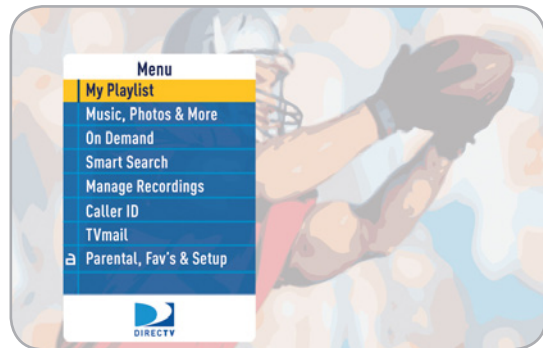 Menu
My Playlist
Music, Photos & More
On Demand
Smart Search
Manage Recordings
Caller ID
TVmail
Parental, Fav's & Setup
DIRECTV